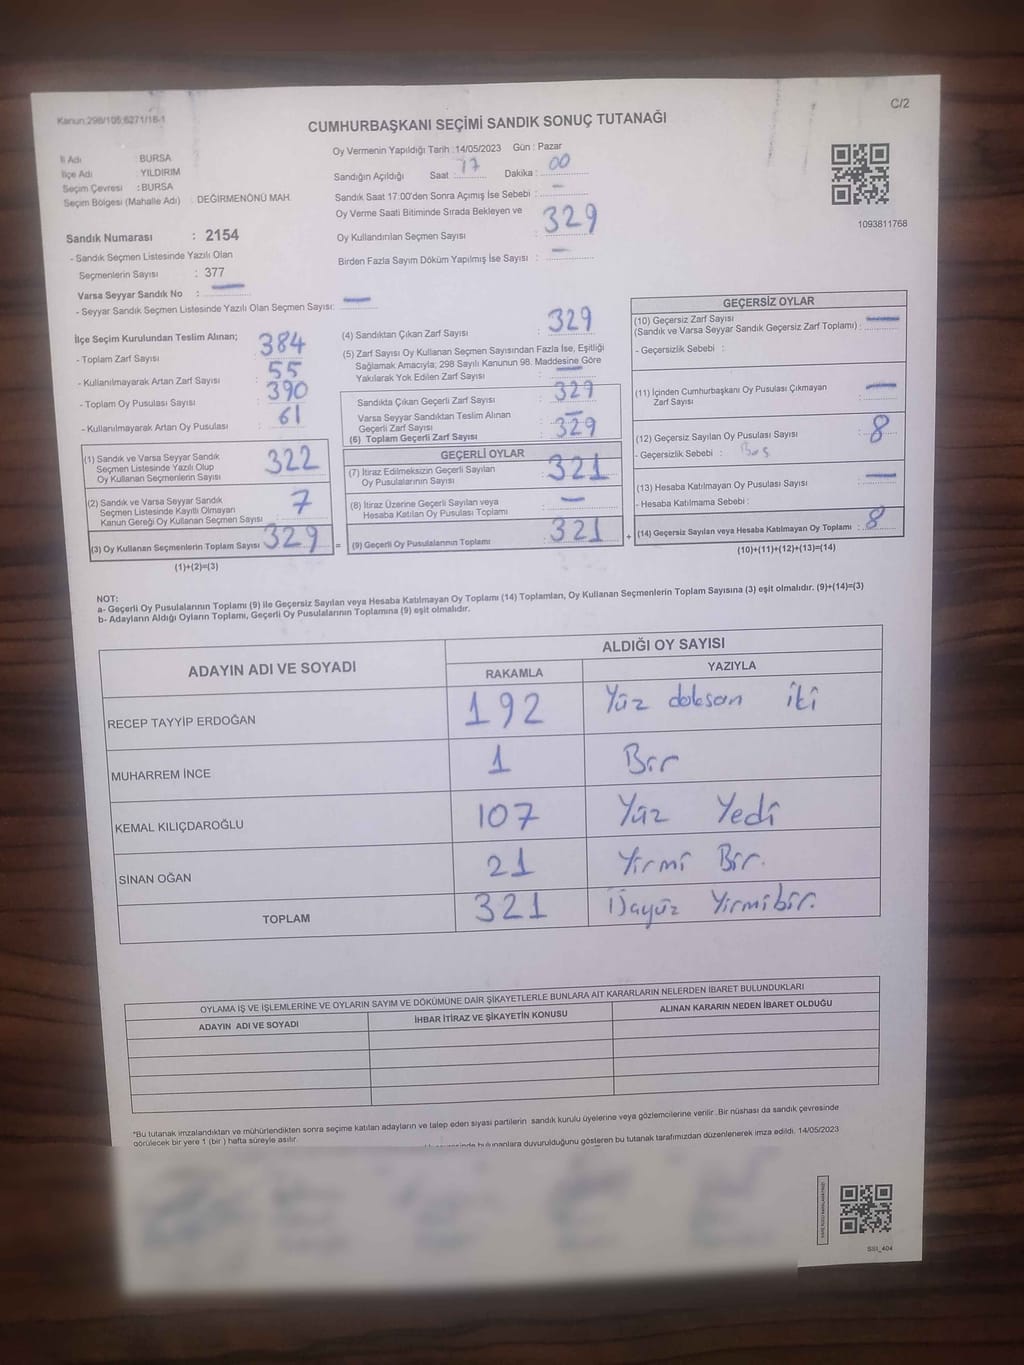 Kanun:298/105;6271/18-1
C/2
CUMHURBAŞKANI SEÇİMİ SANDIK SONUÇ TUTANAĞI
İl Adı : BURSA
İlçe Adı : YILDIRIM
Seçim Çevresi : BURSA
Seçim Bölgesi (Mahalle Adı) : DEĞİRMENÖNÜ MAH.
Sandık Numarası : 2154
- Sandık Seçmen Listesinde Yazılı Olan
Seçmenlerin Sayısı : 377
Varsa Seyyar Sandık No :
- Seyyar Sandık Seçmen Listesinde Yazılı Olan Seçmen Sayısı:
Oy Vermenin Yapıldığı Tarih :14/05/2023 Gün : Pazar
Sandığın Açıldığı Saat : 17 Dakika : 00
Sandık Saat 17:00'den Sonra Açımış İse Sebebi :
Oy Verme Saati Bitiminde Sırada Bekleyen ve
Oy Kullandırılan Seçmen Sayısı : 329
Birden Fazla Sayım Döküm Yapılmış İse Sayısı :
1093811768
İlçe Seçim Kurulundan Teslim Alınan;
- Toplam Zarf Sayısı : 384
- Kullanılmayarak Artan Zarf Sayısı : 55
- Toplam Oy Pusulası Sayısı : 390
- Kullanılmayarak Artan Oy Pusulası : 61
(1) Sandık ve Varsa Seyyar Sandık
Seçmen Listesinde Yazılı Olup
Oy Kullanan Seçmenlerin Sayısı 322
(2) Sandık ve Varsa Seyyar Sandık
Seçmen Listesinde Kayıtlı Olmayan
Kanun Gereği Oy Kullanan Seçmen Sayısı 7
(3) Oy Kullanan Seçmenlerin Toplam Sayısı 329 =
(1)+(2)=(3)
(4) Sandıktan Çıkan Zarf Sayısı : 329
(5) Zarf Sayısı Oy Kullanan Seçmen Sayısından Fazla İse, Eşitliği
Sağlamak Amacıyla; 298 Sayılı Kanunun 98. Maddesine Göre
Yakılarak Yok Edilen Zarf Sayısı
Sandıkta Çıkan Geçerli Zarf Sayısı : 329
Varsa Seyyar Sandıktan Teslim Alınan
Geçerli Zarf Sayısı :
(6) Toplam Geçerli Zarf Sayısı 329
GEÇERLİ OYLAR
(7) İtiraz Edilmeksizin Geçerli Sayılan
Oy Pusulalarının Sayısı : 321
(8) İtiraz Üzerine Geçerli Sayılan veya
Hesaba Katılan Oy Pusulası Toplamı
(9) Geçerli Oy Pusulalarının Toplamı : 321 +
GEÇERSİZ OYLAR
(10) Geçersiz Zarf Sayısı
(Sandık ve Varsa Seyyar Sandık Geçersiz Zarf Toplamı) :
- Geçersizlik Sebebi :
(11) İçinden Cumhurbaşkanı Oy Pusulası Çıkmayan
Zarf Sayısı
(12) Geçersiz Sayılan Oy Pusulası Sayısı : 8
- Geçersizlik Sebebi :
(13) Hesaba Katılmayan Oy Pusulası Sayısı
- Hesaba Katılmama Sebebi :
(14) Geçersiz Sayılan veya Hesaba Katılmayan Oy Toplamı : 8
(10)+(11)+(12)+(13)=(14)
NOT:
a- Geçerli Oy Pusulalarının Toplamı (9) ile Geçersiz Sayılan veya Hesaba Katılmayan Oy Toplamı (14) Toplamları, Oy Kullanan Seçmenlerin Toplam Sayısına (3) eşit olmalıdır. (9)+(14)=(3)
b- Adayların Aldığı Oyların Toplamı, Geçerli Oy Pusulalarının Toplamına (9) eşit olmalıdır.
ADAYIN ADI VE SOYADI
ALDIĞI OY SAYISI
RAKAMLA YAZIYLA
RECEP TAYYİP ERDOĞAN 192 Yüz doksan iki
MUHARREM İNCE 1 Bir
KEMAL KILIÇDAROĞLU 107 Yüz Yedi
SİNAN OĞAN 21 Yirmi Bir.
TOPLAM 321 Üçyüz Yirmibir.
OYLAMA İŞ VE İŞLEMLERİNE VE OYLARIN SAYIM VE DÖKÜMÜNE DAİR ŞİKAYETLERLE BUNLARA AİT KARARLARIN NELERDEN İBARET BULUNDUKLARI
ADAYIN ADI VE SOYADI İHBAR İTİRAZ VE ŞİKAYETİN KONUSU ALINAN KARARIN NEDEN İBARET OLDUĞU
*Bu tutanak imzalandıktan ve mühürlendikten sonra seçime katılan adayların ve talep eden siyasi partilerin sandık kurulu üyelerine veya gözlemcilerine verilir .Bir nüshası da sandık çevresinde
görülecek bir yere 1 (bir ) hafta süreyle asılır.
bulunanlara duyurulduğunu gösteren bu tutanak tarafımızdan düzenlenerek imza edildi. 14/05/2023
SSI_404